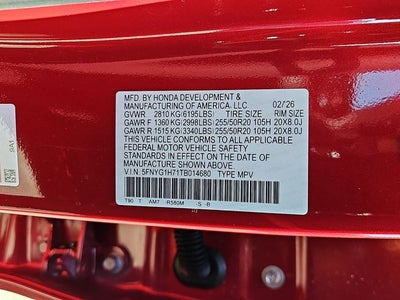 MFD. BY HONDA DEVELOPMENT &
MANUFACTURING OF AMERICA, LLC 02/26
GVWR 2810 KG(6195LBS) TIRE SIZE RIM SIZE
GAWR F 1360 KG(2998LBS) 255/50R20 105H 20X8.0J
GAWR R 1515 KG(3340LBS) 255/50R20 105H 20X8.0J
THIS VEHICLE CONFORMS TO ALL APPLICABLE
FEDERAL MOTOR VEHICLE SAFETY
STANDARDS IN EFFECT ON THE DATE OF
MANUFACTURE SHOWN ABOVE.
V I N: 5FNYG1H71TB014680 TYPE MPV
T90 T AM7 R580M -S -B